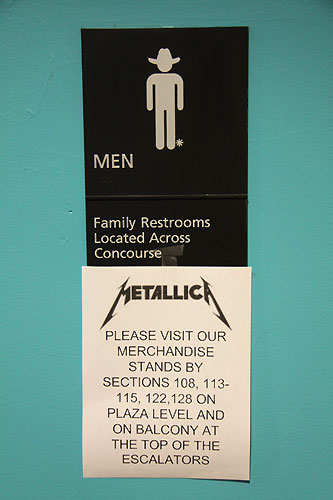 MEN
Family Restrooms
Located Across
Concourse
METALLICA
PLEASE VISIT OUR
MERCHANDISE
STANDS BY
SECTIONS 108, 113-
115, 122,128 ON
PLAZA LEVEL AND
ON BALCONY AT
THE TOP OF THE
ESCALATORS